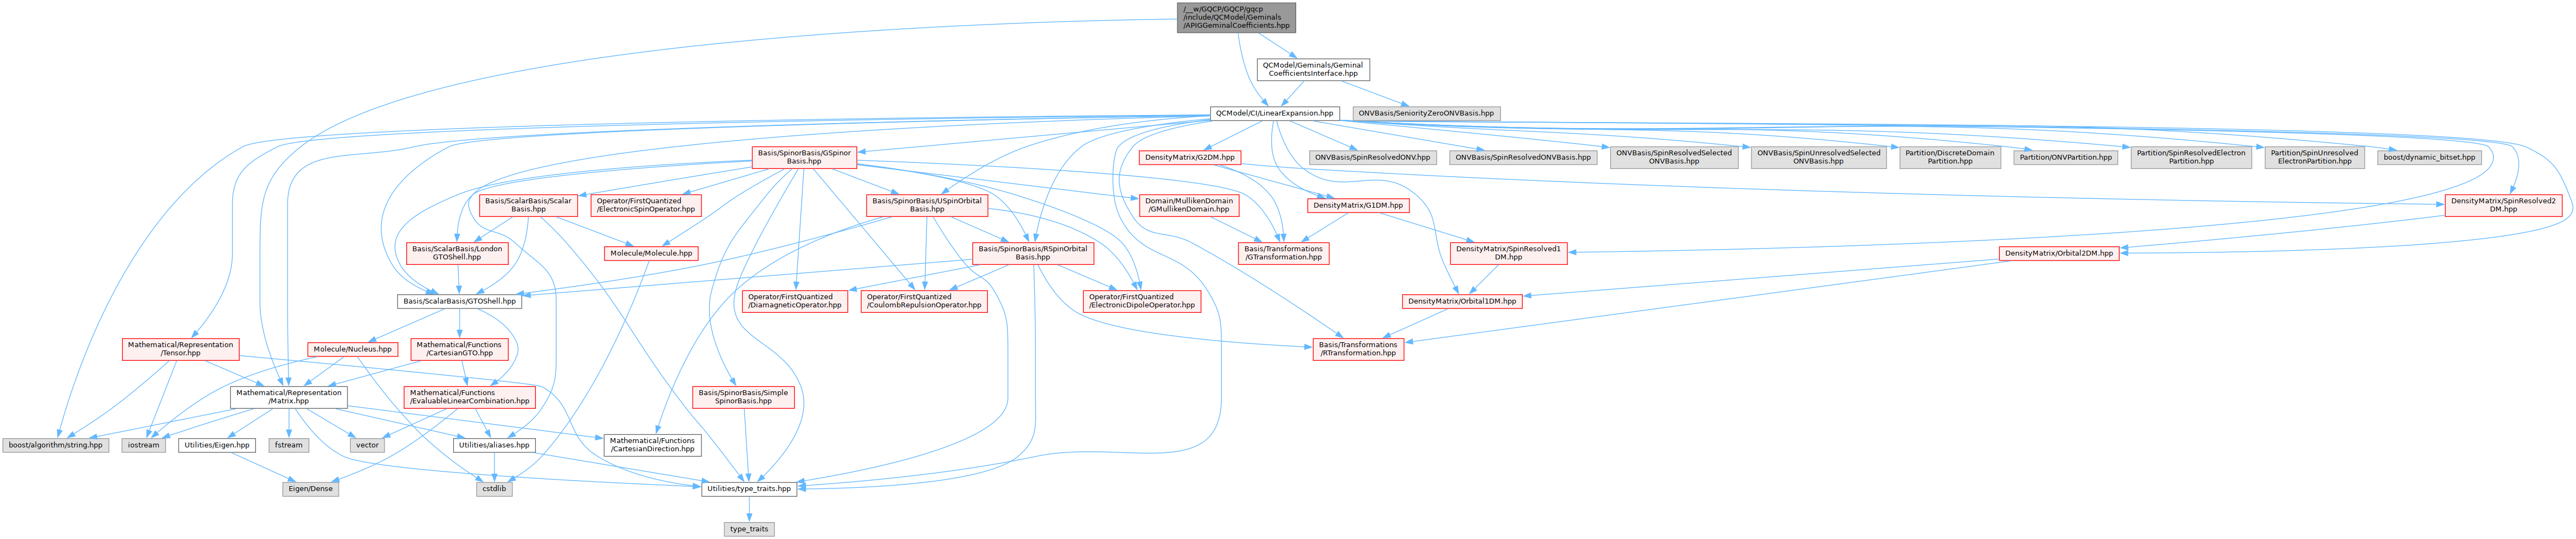 /__w/GQCP/GQCP/gqcp
/include/QCModel/Geminals
/APIGGeminalCoefficients.hpp
QCModel/Geminals/Geminal
CoefficientsInterface.hpp
QCModel/CI/LinearExpansion.hpp
ONVBasis/SeniorityZeroONVBasis.hpp
Basis/SpinorBasis/GSpinor
Basis.hpp
DensityMatrix/G2DM.hpp
ONVBasis/SpinResolvedONV.hpp
ONVBasis/SpinResolvedONVBasis.hpp
ONVBasis/SpinResolvedSelected
ONVBasis.hpp
ONVBasis/SpinUnresolvedSelected
ONVBasis.hpp
Partition/DiscreteDomain
Partition.hpp
Partition/ONVPartition.hpp
Partition/SpinResolvedElectron
Partition.hpp
Partition/SpinUnresolved
ElectronPartition.hpp
boost/dynamic_bitset.hpp
Basis/ScalarBasis/Scalar
Basis.hpp
Operator/FirstQuantized
/ElectronicSpinOperator.hpp
Basis/SpinorBasis/USpinOrbital
Basis.hpp
Domain/MullikenDomain
/GMullikenDomain.hpp
DensityMatrix/G1DM.hpp
DensityMatrix/SpinResolved2
DM.hpp
Basis/ScalarBasis/London
GTOShell.hpp
Molecule/Molecule.hpp
Basis/SpinorBasis/RSpinOrbital
Basis.hpp
Basis/Transformations
/GTransformation.hpp
DensityMatrix/SpinResolved1
DM.hpp
DensityMatrix/Orbital2DM.hpp
Basis/ScalarBasis/GTOShell.hpp
Operator/FirstQuantized
/DiamagneticOperator.hpp
Operator/FirstQuantized
/CoulombRepulsionOperator.hpp
Operator/FirstQuantized
/ElectronicDipoleOperator.hpp
DensityMatrix/Orbital1DM.hpp
Mathematical/Representation
/Tensor.hpp
Molecule/Nucleus.hpp
Mathematical/Functions
/CartesianGTO.hpp
Basis/Transformations
/RTransformation.hpp
Mathematical/Representation
/Matrix.hpp
Mathematical/Functions
/EvaluableLinearCombination.hpp
Basis/SpinorBasis/Simple
SpinorBasis.hpp
boost/algorithm/string.hpp
iostream
Utilities/Eigen.hpp
fstream
vector
Utilities/aliases.hpp
Mathematical/Functions
/CartesianDirection.hpp
Eigen/Dense
cstdlib
Utilities/type_traits.hpp
type_traits